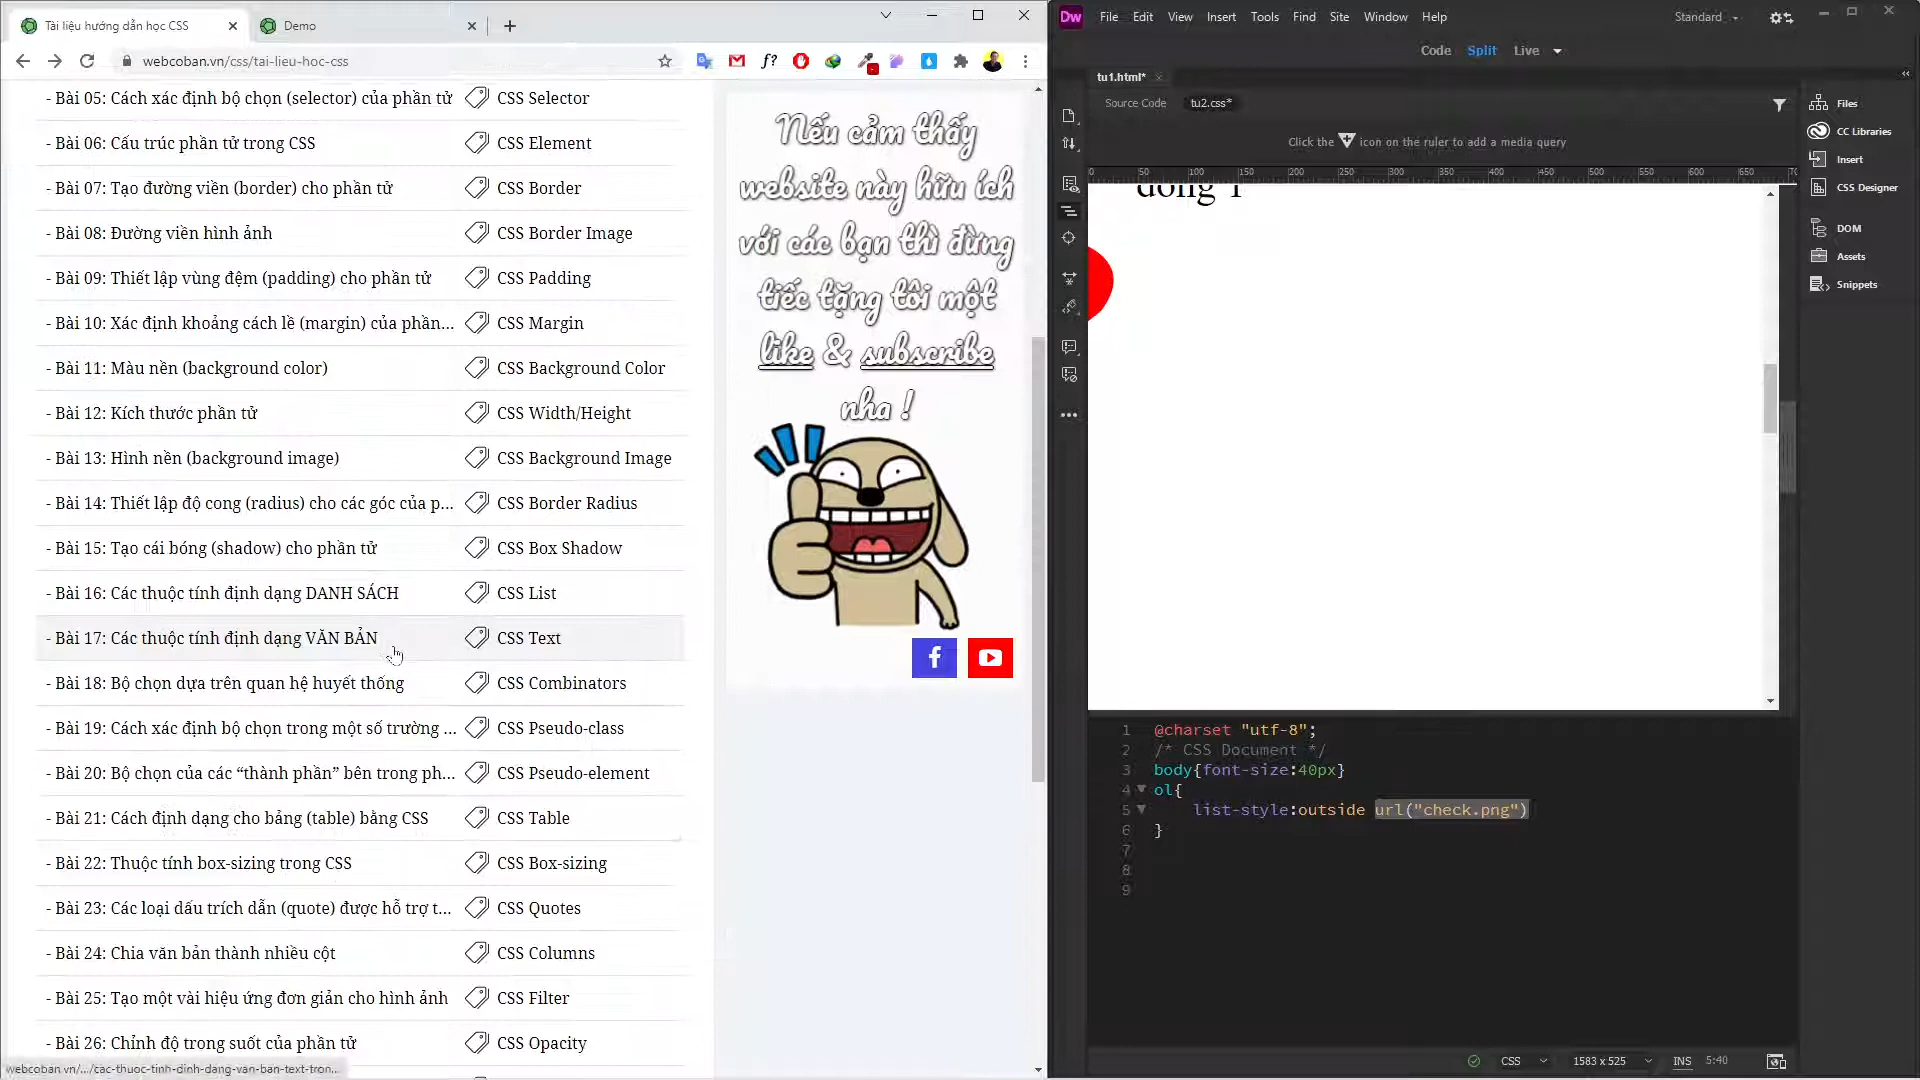 Tài liệu hướng dẫn học CSS
Demo
webcoban.vn/css/tai-lieu-hoc-css
f?
- Bài 05: Cách xác định bộ chọn (selector) của phần tử
CSS Selector
- Bài 06: Cấu trúc phần tử trong CSS
CSS Element
- Bài 07: Tạo đường viền (border) cho phần tử
CSS Border
- Bài 08: Đường viền hình ảnh
CSS Border Image
- Bài 09: Thiết lập vùng đệm (padding) cho phần tử
CSS Padding
- Bài 10: Xác định khoảng cách lề (margin) của phần...
CSS Margin
- Bài 11: Màu nền (background color)
CSS Background Color
- Bài 12: Kích thước phần tử
CSS Width/Height
- Bài 13: Hình nền (background image)
CSS Background Image
- Bài 14: Thiết lập độ cong (radius) cho các góc của p...
CSS Border Radius
- Bài 15: Tạo cái bóng (shadow) cho phần tử
CSS Box Shadow
- Bài 16: Các thuộc tính định dạng DANH SÁCH
CSS List
- Bài 17: Các thuộc tính định dạng VĂN BẢN
CSS Text
- Bài 18: Bộ chọn dựa trên quan hệ huyết thống
CSS Combinators
- Bài 19: Cách xác định bộ chọn trong một số trường ...
CSS Pseudo-class
- Bài 20: Bộ chọn của các “thành phần” bên trong ph...
CSS Pseudo-element
- Bài 21: Cách định dạng cho bảng (table) bằng CSS
CSS Table
- Bài 22: Thuộc tính box-sizing trong CSS
CSS Box-sizing
- Bài 23: Các loại dấu trích dẫn (quote) được hỗ trợ t...
CSS Quotes
- Bài 24: Chia văn bản thành nhiều cột
CSS Columns
- Bài 25: Tạo một vài hiệu ứng đơn giản cho hình ảnh
CSS Filter
- Bài 26: Chỉnh độ trong suốt của phần tử
CSS Opacity
webcoban.vn/.../cac-thuoc-tinh-dinh-dang-van-ban-text-tron...
Nếu cảm thấy
website này hữu ích
với các bạn thì đừng
tiếc tặng tôi một
like & subscribe
nha !
Dw File Edit View Insert Tools Find Site Window Help
Standard
Code Split Live
tu1.html*
Source Code tu2.css*
Click the icon on the ruler to add a media query
0 50 100 150 200 250 300 350 400 450 500 550 600 650 70
dòng 1
1 @charset "utf-8";
2 /* CSS Document */
3 body{font-size:40px}
4 ol{
5 list-style:outside url("check.png")
6 }
7
8
9
CSS 1583 x 525 INS 5:40
Files
CC Libraries
Insert
CSS Designer
DOM
Assets
Snippets